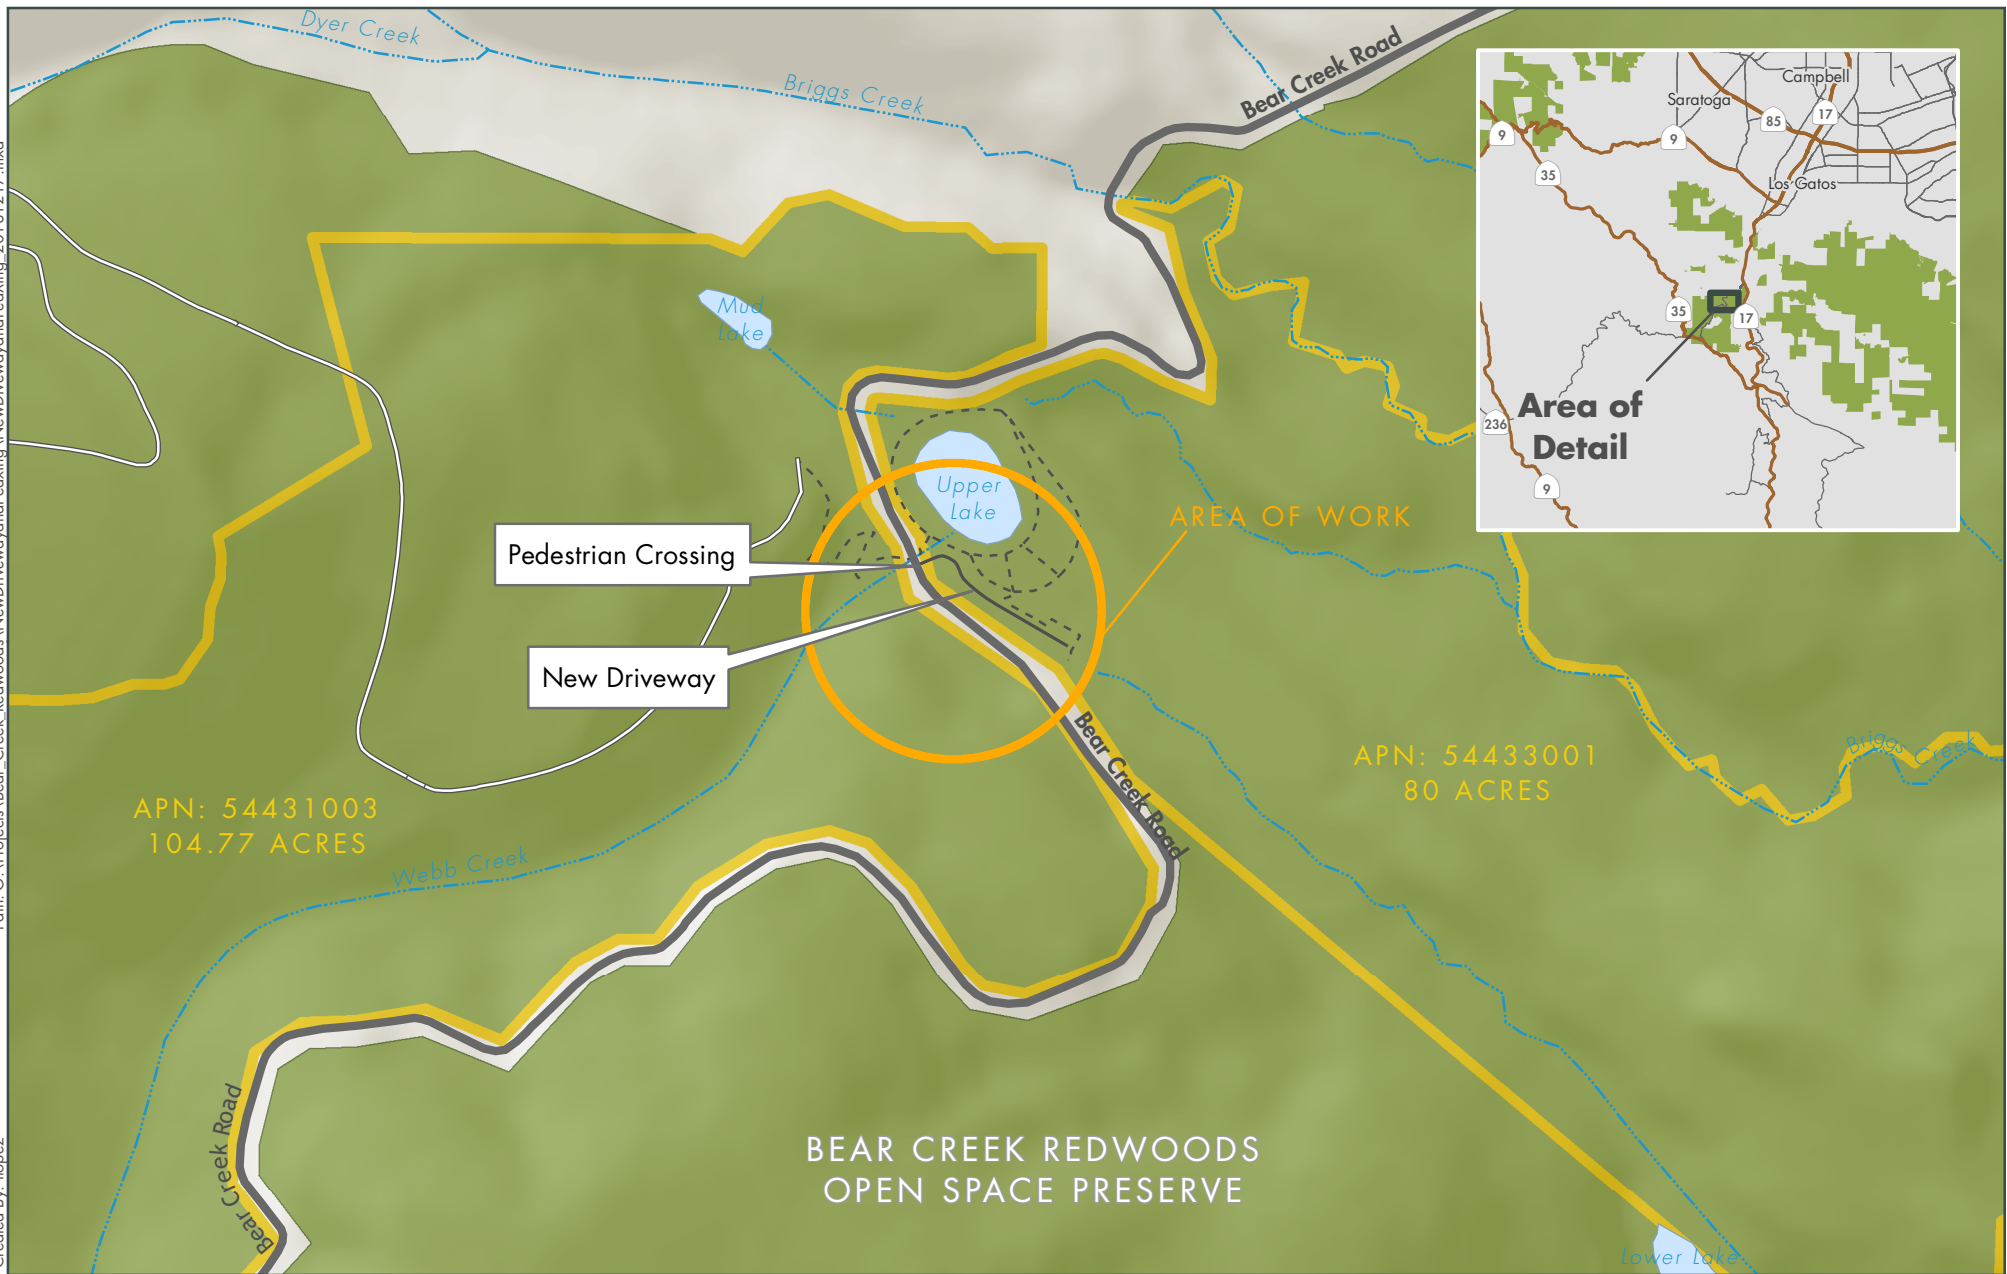 Dyer Creek
Briggs Creek
Bear Creek Road
Campbell
Saratoga
85
17
9
9
35
Los Gatos
35
17
Area of
Detail
236
9
Mud
Lake
Upper
Lake
AREA OF WORK
Pedestrian Crossing
New Driveway
Bear Creek Road
APN: 54433001
80 ACRES
Briggs Creek
APN: 54431003
104.77 ACRES
Webb Creek
Bear Creek Road
BEAR CREEK REDWOODS
OPEN SPACE PRESERVE
Lower Lake